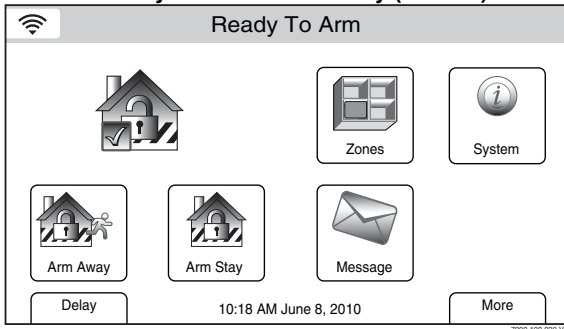 Ready To Arm
Zones
System
Arm Away
Arm Stay
Message
Delay
10:18 AM June 8, 2010
More